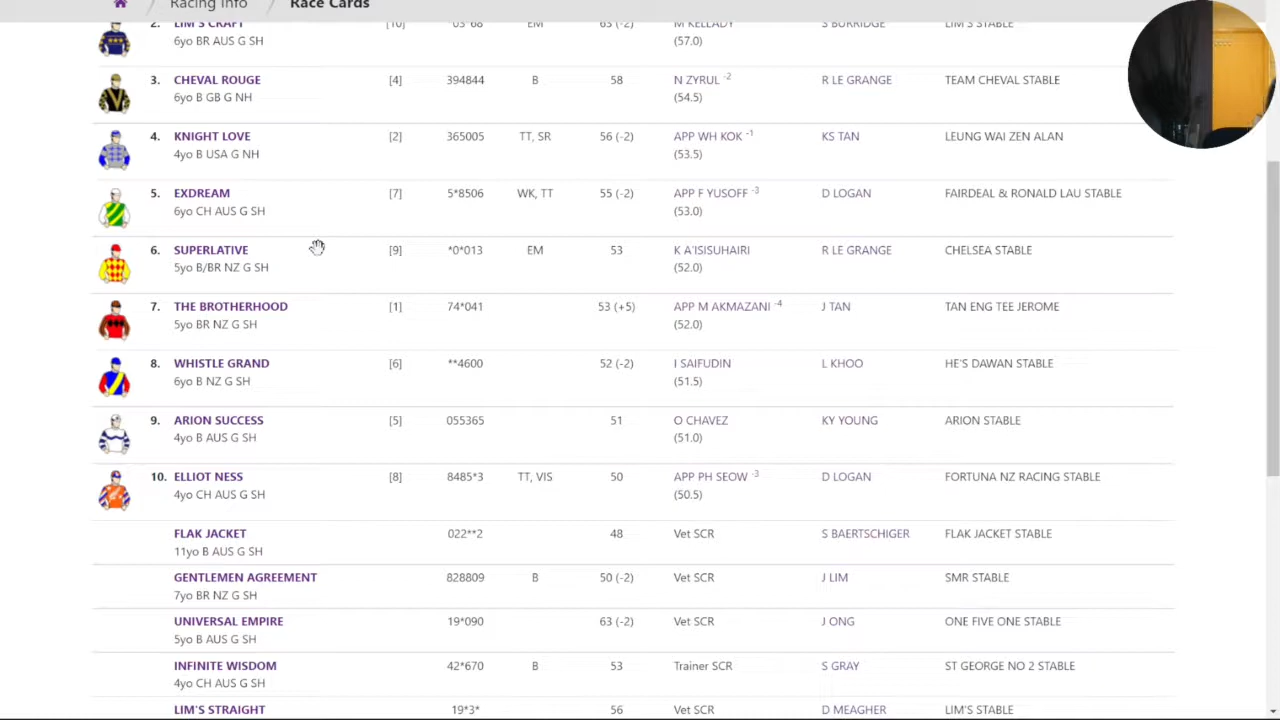 Racing Info / Race Cards
2. LIM'S CRAFT [10] 03*68 EM 63 (-2) M KELLADY S BURRIDGE LIM'S STABLE
6yo BR AUS G SH (57.0)
3. CHEVAL ROUGE [4] 394844 B 58 N ZYRUL -2 R LE GRANGE TEAM CHEVAL STABLE
6yo B GB G NH (54.5)
4. KNIGHT LOVE [2] 365005 TT, SR 56 (-2) APP WH KOK -1 KS TAN LEUNG WAI ZEN ALAN
4yo B USA G NH (53.5)
5. EXDREAM [7] 5*8506 WK, TT 55 (-2) APP F YUSOFF -3 D LOGAN FAIRDEAL & RONALD LAU STABLE
6yo CH AUS G SH (53.0)
6. SUPERLATIVE [9] *0*013 EM 53 K A'ISISUHAIRI R LE GRANGE CHELSEA STABLE
5yo B/BR NZ G SH (52.0)
7. THE BROTHERHOOD [1] 74*041 53 (+5) APP M AKMAZANI -4 J TAN TAN ENG TEE JEROME
5yo BR NZ G SH (52.0)
8. WHISTLE GRAND [6] **4600 52 (-2) I SAIFUDIN L KHOO HE'S DAWAN STABLE
6yo B NZ G SH (51.5)
9. ARION SUCCESS [5] 055365 51 O CHAVEZ KY YOUNG ARION STABLE
4yo B AUS G SH (51.0)
10. ELLIOT NESS [8] 8485*3 TT, VIS 50 APP PH SEOW -3 D LOGAN FORTUNA NZ RACING STABLE
4yo CH AUS G SH (50.5)
FLAK JACKET 022**2 48 Vet SCR S BAERTSCHIGER FLAK JACKET STABLE
11yo B AUS G SH
GENTLEMEN AGREEMENT 828809 B 50 (-2) Vet SCR J LIM SMR STABLE
7yo BR NZ G SH
UNIVERSAL EMPIRE 19*090 63 (-2) Vet SCR J ONG ONE FIVE ONE STABLE
5yo B AUS G SH
INFINITE WISDOM 42*670 B 53 Trainer SCR S GRAY ST GEORGE NO 2 STABLE
4yo CH AUS G SH
LIM'S STRAIGHT 19*3* 56 Vet SCR D MEAGHER LIM'S STABLE